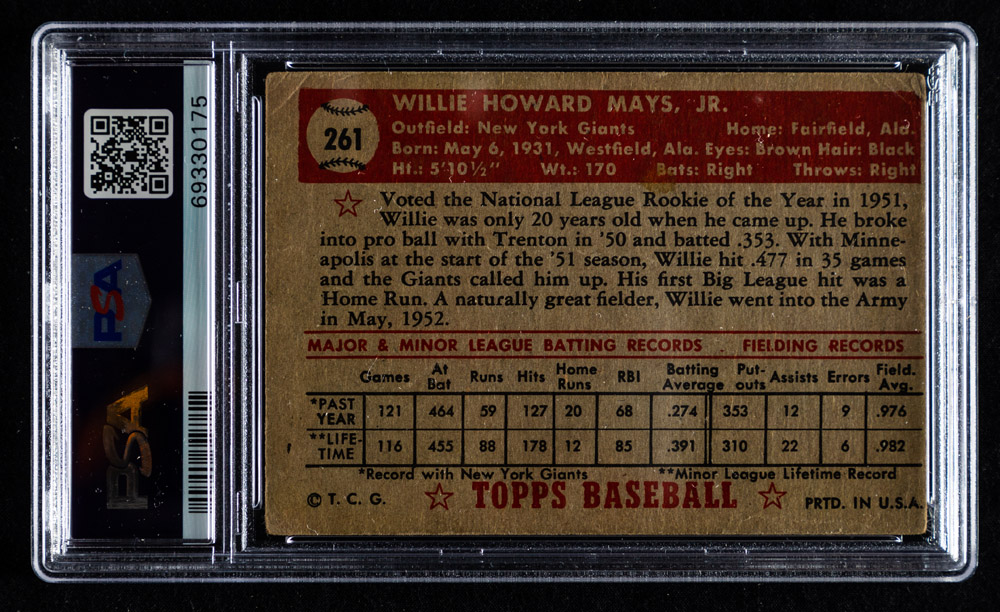 69330175
PSA
PSA
261
WILLIE HOWARD MAYS, JR.
Outfield: New York Giants Home: Fairfield, Ala.
Born: May 6, 1931, Westfield, Ala. Eyes: Brown Hair: Black
Ht.: 5'10½" Wt.: 170 Bats: Right Throws: Right
Voted the National League Rookie of the Year in 1951,
Willie was only 20 years old when he came up. He broke
into pro ball with Trenton in '50 and batted .353. With Minne-
apolis at the start of the '51 season, Willie hit .477 in 35 games
and the Giants called him up. His first Big League hit was a
Home Run. A naturally great fielder, Willie went into the Army
in May, 1952.
MAJOR & MINOR LEAGUE BATTING RECORDS FIELDING RECORDS
Games At Bat Runs Hits Home Runs RBI Batting Average Put-outs Assists Errors Field. Avg.
*PAST YEAR 121 464 59 127 20 68 .274 353 12 9 .976
**LIFE-TIME 116 455 88 178 12 85 .391 310 22 6 .982
*Record with New York Giants **Minor League Lifetime Record
© T. C. G. TOPPS BASEBALL PRTD. IN U.S.A.